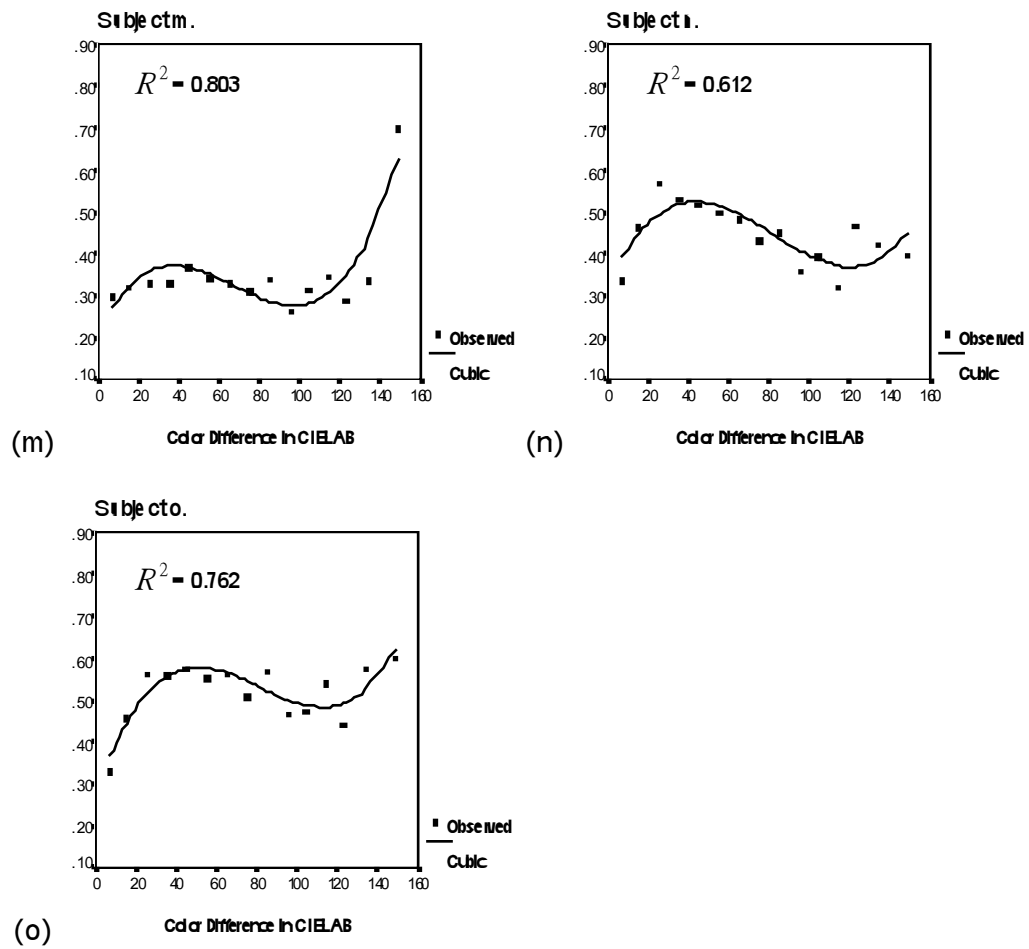 Subject m.
.90
.80
.70
.60
.50
.40
.30
.20
.10
R² = 0.803
0 20 40 60 80 100 120 140 160
Color Difference in CIELAB
Observed
Cubic
(m)
Subject n.
.90
.80
.70
.60
.50
.40
.30
.20
.10
R² = 0.612
0 20 40 60 80 100 120 140 160
Color Difference in CIELAB
Observed
Cubic
(n)
Subject o.
.90
.80
.70
.60
.50
.40
.30
.20
.10
R² = 0.762
0 20 40 60 80 100 120 140 160
Color Difference in CIELAB
Observed
Cubic
(o)